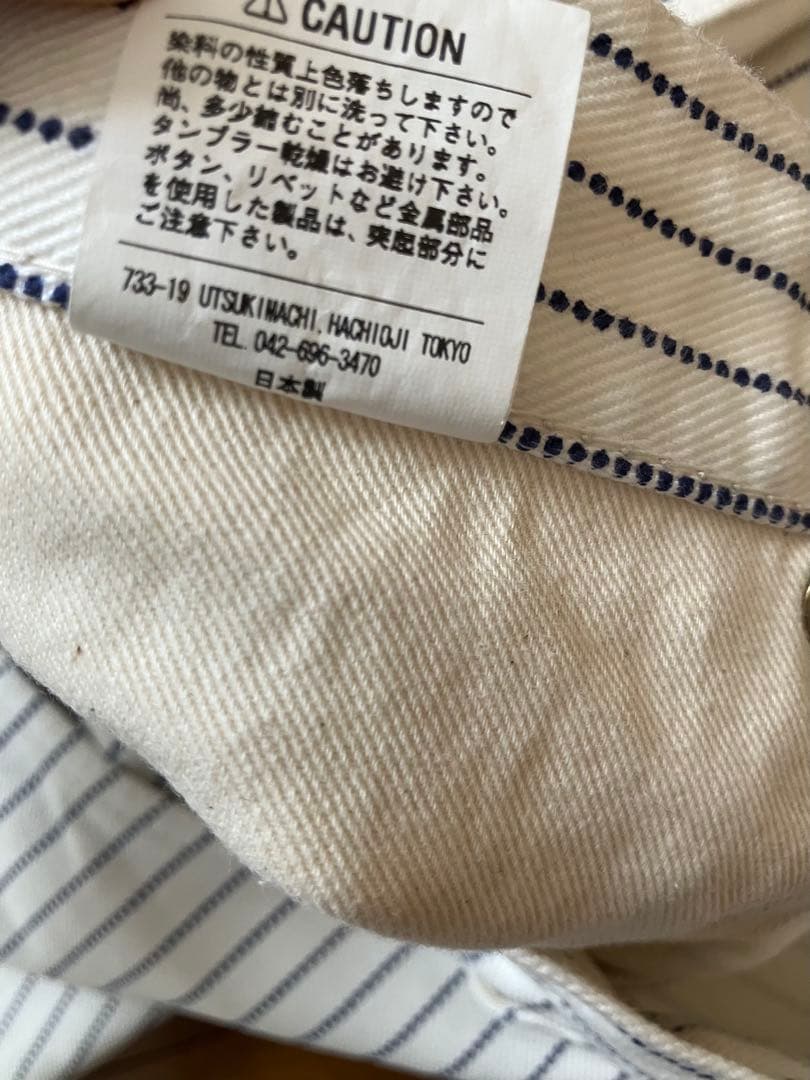 CAUTION
染料の性質上色落ちしますので
他の物とは別に洗って下さい。
尚、多少縮むことがあります。
タンブラー乾燥はお避け下さい。
ボタン、リベットなど金属部品
を使用した製品は、突起部分に
ご注意下さい。
733-19 UTSUKIMACHI, HACHIOJI TOKYO
TEL. 042-696-3470
日本製